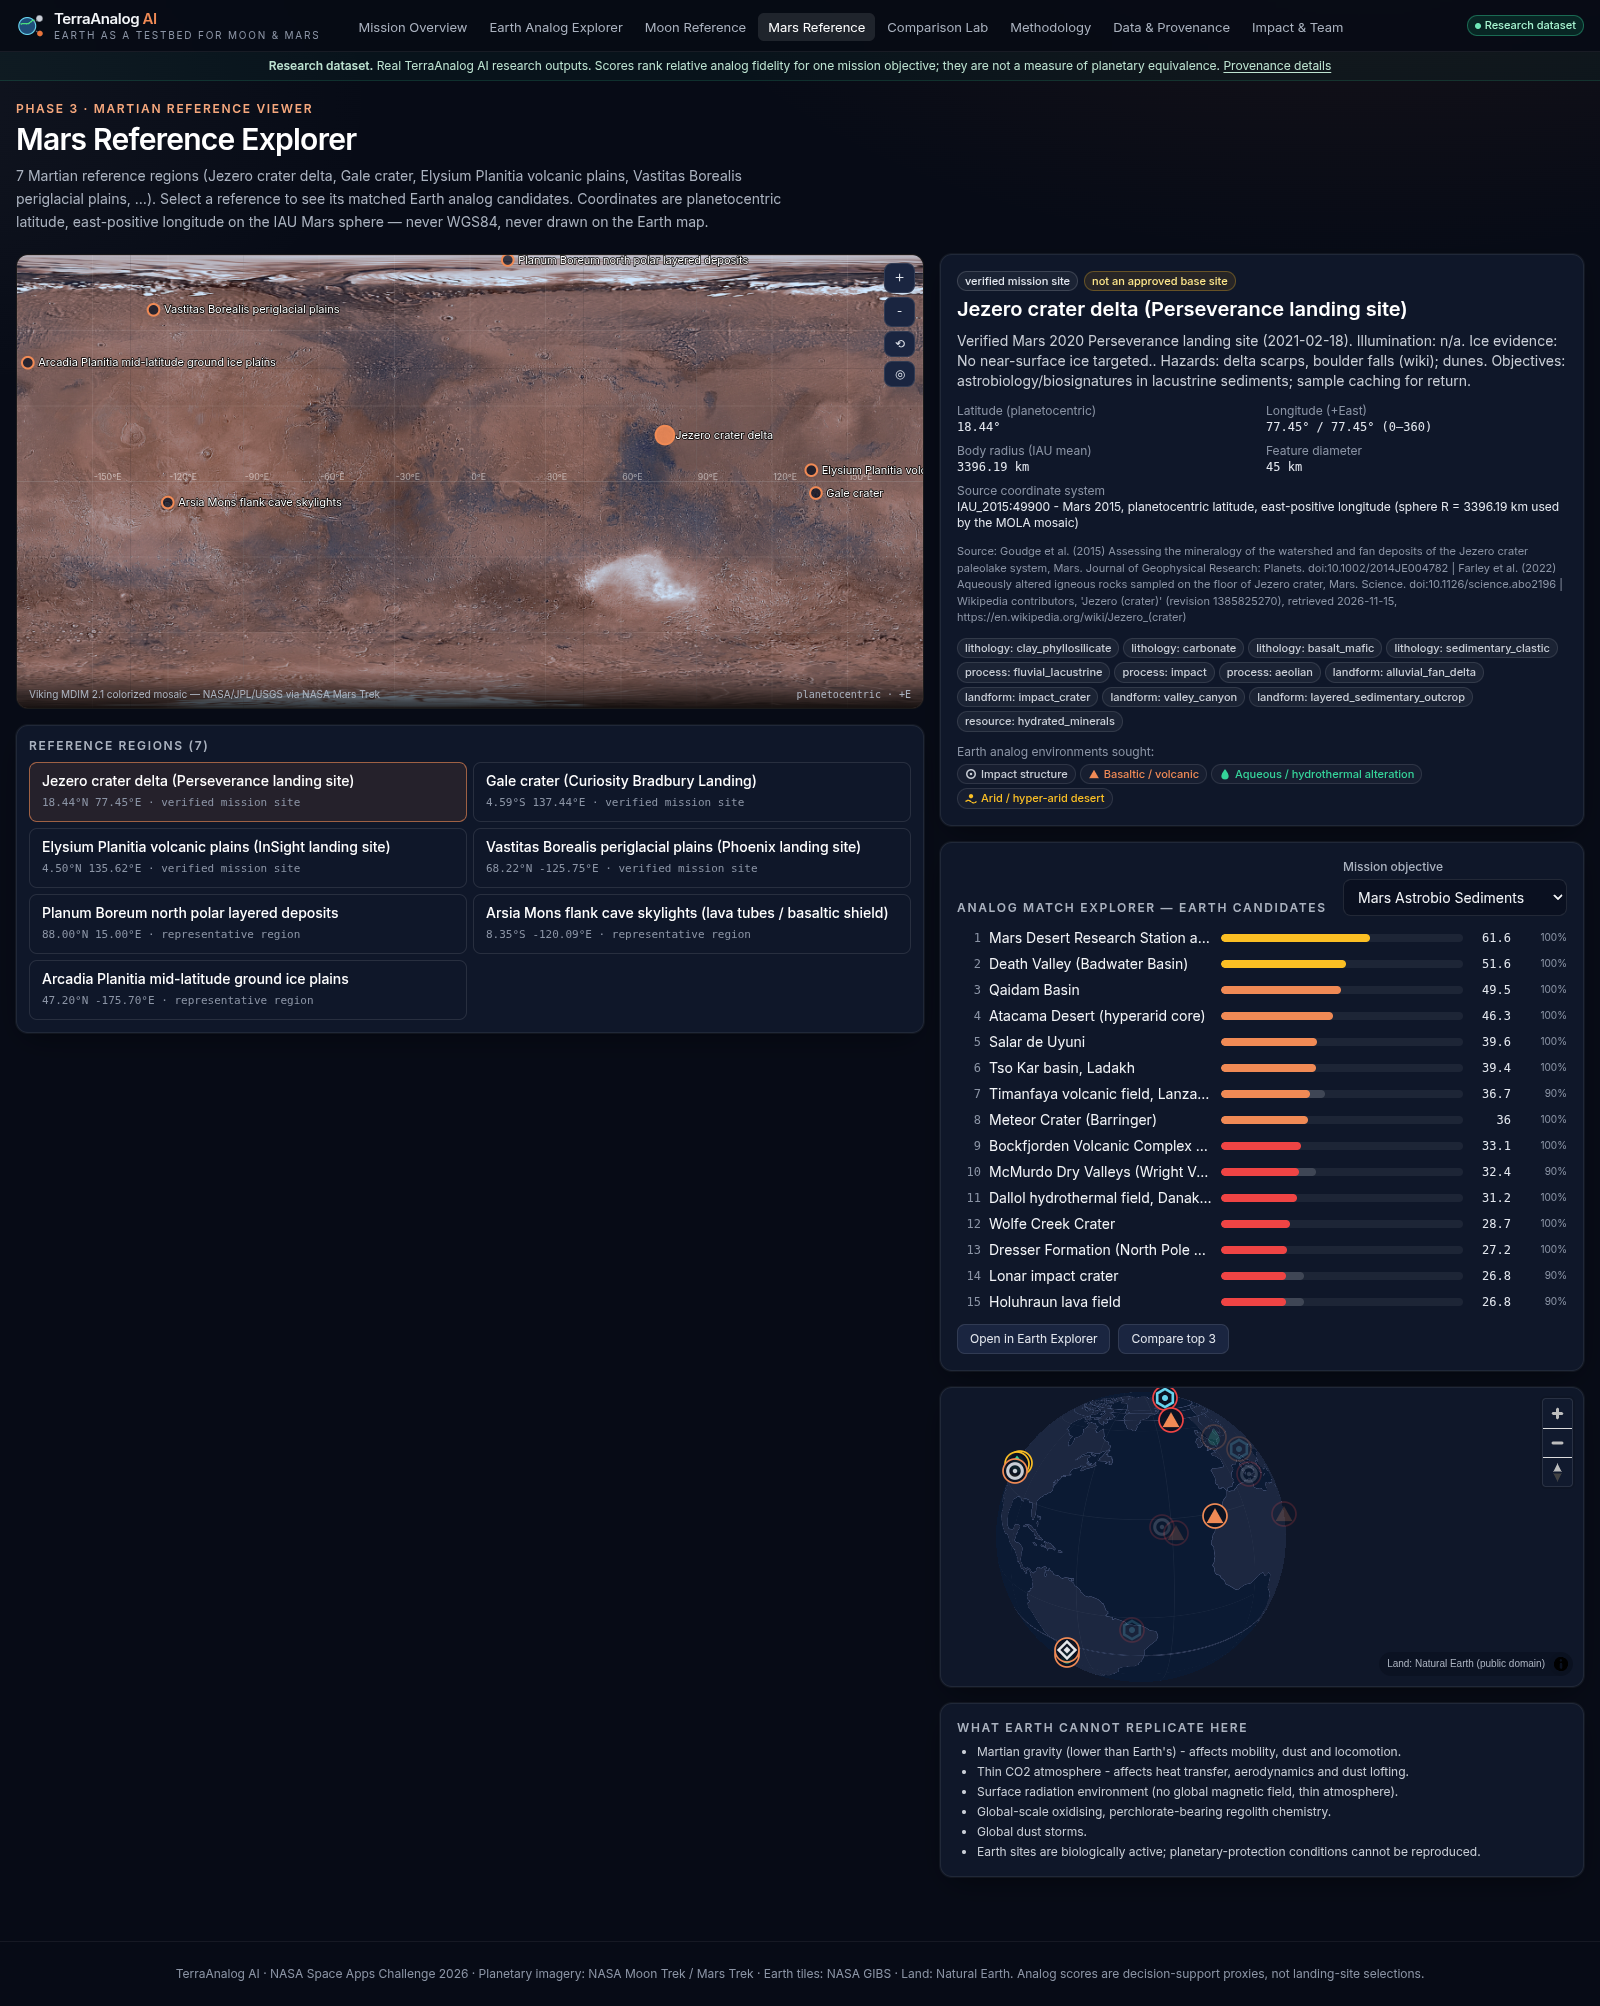 TerraAnalog AI
EARTH AS A TESTBED FOR MOON & MARS
Mission Overview
Earth Analog Explorer
Moon Reference
Mars Reference
Comparison Lab
Methodology
Data & Provenance
Impact & Team
Research dataset
Research dataset. Real TerraAnalog AI research outputs. Scores rank relative analog fidelity for one mission objective; they are not a measure of planetary equivalence. Provenance details
PHASE 3 · MARTIAN REFERENCE VIEWER
Mars Reference Explorer
7 Martian reference regions (Jezero crater delta, Gale crater, Elysium Planitia volcanic plains, Vastitas Borealis
periglacial plains, ...). Select a reference to see its matched Earth analog candidates. Coordinates are planetocentric
latitude, east-positive longitude on the IAU Mars sphere — never WGS84, never drawn on the Earth map.
Planum Boreum north polar layered deposits
Vastitas Borealis periglacial plains
Arcadia Planitia mid-latitude ground ice plains
Jezero crater delta
Elysium Planitia volc
-150°E -120°E -90°E -60°E -30°E 0°E 30°E 60°E 90°E 120°E 150°E
Gale crater
Arsia Mons flank cave skylights
Viking MDIM 2.1 colorized mosaic — NASA/JPL/USGS via NASA Mars Trek
planetocentric · +E
REFERENCE REGIONS (7)
Jezero crater delta (Perseverance landing site)
18.44°N 77.45°E · verified mission site
Gale crater (Curiosity Bradbury Landing)
4.59°S 137.44°E · verified mission site
Elysium Planitia volcanic plains (InSight landing site)
4.50°N 135.62°E · verified mission site
Vastitas Borealis periglacial plains (Phoenix landing site)
68.22°N -125.75°E · verified mission site
Planum Boreum north polar layered deposits
88.00°N 15.00°E · representative region
Arsia Mons flank cave skylights (lava tubes / basaltic shield)
8.35°S -120.09°E · representative region
Arcadia Planitia mid-latitude ground ice plains
47.20°N -175.70°E · representative region
verified mission site
not an approved base site
Jezero crater delta (Perseverance landing site)
Verified Mars 2020 Perseverance landing site (2021-02-18). Illumination: n/a. Ice evidence:
No near-surface ice targeted.. Hazards: delta scarps, boulder falls (wiki); dunes. Objectives:
astrobiology/biosignatures in lacustrine sediments; sample caching for return.
Latitude (planetocentric)
18.44°
Longitude (+East)
77.45° / 77.45° (0–360)
Body radius (IAU mean)
3396.19 km
Feature diameter
45 km
Source coordinate system
IAU_2015:49900 - Mars 2015, planetocentric latitude, east-positive longitude (sphere R = 3396.19 km used
by the MOLA mosaic)
Source: Goudge et al. (2015) Assessing the mineralogy of the watershed and fan deposits of the Jezero crater
paleolake system, Mars. Journal of Geophysical Research: Planets. doi:10.1002/2014JE004782 | Farley et al. (2022)
Aqueously altered igneous rocks sampled on the floor of Jezero crater, Mars. Science. doi:10.1126/science.abo2196 |
Wikipedia contributors, 'Jezero (crater)' (revision 1385825270), retrieved 2026-11-15,
https://en.wikipedia.org/wiki/Jezero_(crater)
lithology: clay_phyllosilicate
lithology: carbonate
lithology: basalt_mafic
lithology: sedimentary_clastic
process: fluvial_lacustrine
process: impact
process: aeolian
landform: alluvial_fan_delta
landform: impact_crater
landform: valley_canyon
landform: layered_sedimentary_outcrop
resource: hydrated_minerals
Earth analog environments sought:
Impact structure
Basaltic / volcanic
Aqueous / hydrothermal alteration
Arid / hyper-arid desert
Mission objective
ANALOG MATCH EXPLORER — EARTH CANDIDATES
Mars Astrobio Sediments
1 Mars Desert Research Station a... 61.6 100%
2 Death Valley (Badwater Basin) 51.6 100%
3 Qaidam Basin 49.5 100%
4 Atacama Desert (hyperarid core) 46.3 100%
5 Salar de Uyuni 39.6 100%
6 Tso Kar basin, Ladakh 39.4 100%
7 Timanfaya volcanic field, Lanza... 36.7 90%
8 Meteor Crater (Barringer) 36 100%
9 Bockfjorden Volcanic Complex ... 33.1 100%
10 McMurdo Dry Valleys (Wright V... 32.4 90%
11 Dallol hydrothermal field, Danak... 31.2 100%
12 Wolfe Creek Crater 28.7 100%
13 Dresser Formation (North Pole ... 27.2 100%
14 Lonar impact crater 26.8 90%
15 Holuhraun lava field 26.8 90%
Open in Earth Explorer
Compare top 3
Land: Natural Earth (public domain)
WHAT EARTH CANNOT REPLICATE HERE
• Martian gravity (lower than Earth's) - affects mobility, dust and locomotion.
• Thin CO2 atmosphere - affects heat transfer, aerodynamics and dust lofting.
• Surface radiation environment (no global magnetic field, thin atmosphere).
• Global-scale oxidising, perchlorate-bearing regolith chemistry.
• Global dust storms.
• Earth sites are biologically active; planetary-protection conditions cannot be reproduced.
TerraAnalog AI · NASA Space Apps Challenge 2026 · Planetary imagery: NASA Moon Trek / Mars Trek · Earth tiles: NASA GIBS · Land: Natural Earth. Analog scores are decision-support proxies, not landing-site selections.